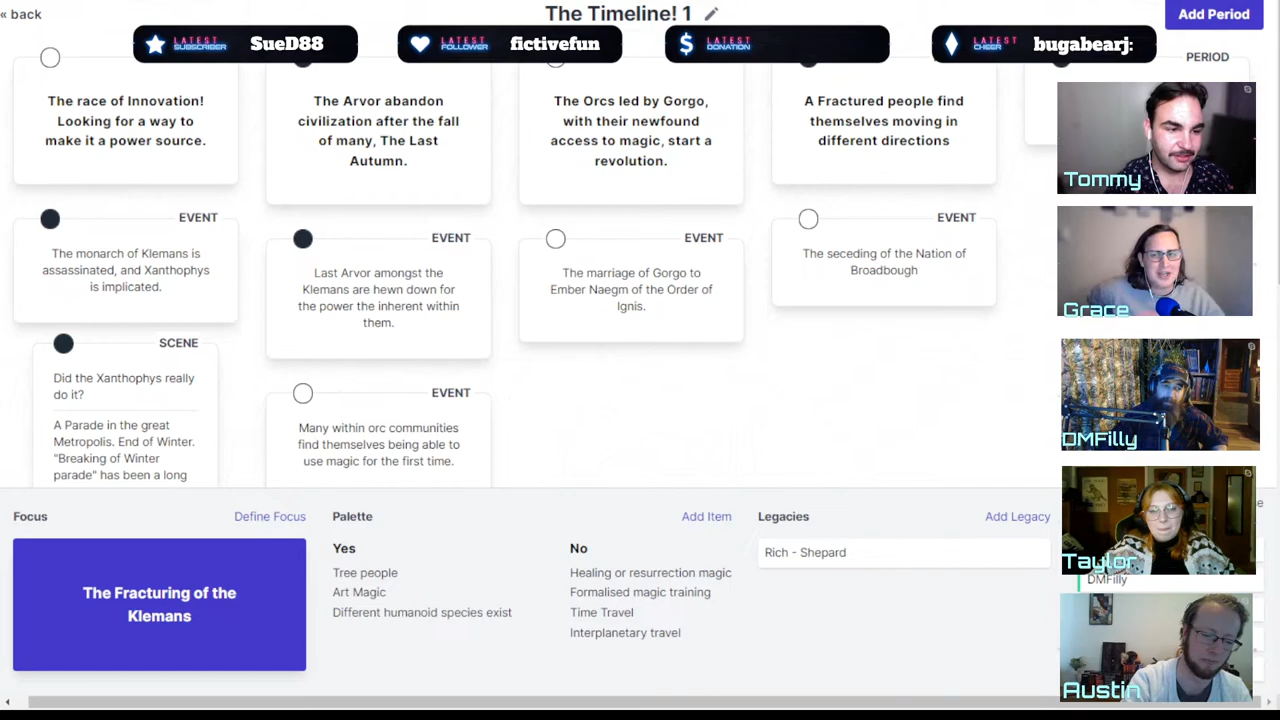 « back
The Timeline! 1
Add Period
LATEST SUBSCRIBER
SueD88
LATEST FOLLOWER
fictivefun
LATEST DONATION
LATEST CHEER
bugabearj:
The race of Innovation!
Looking for a way to
make it a power source.
EVENT
The monarch of Klemans is
assassinated, and Xanthophys
is implicated.
SCENE
Did the Xanthophys really
do it?
A Parade in the great
Metropolis. End of Winter.
"Breaking of Winter
parade" has been a long
The Arvor abandon
civilization after the fall
of many, The Last
Autumn.
EVENT
Last Arvor amongst the
Klemans are hewn down for
the power the inherent within
them.
EVENT
Many within orc communities
find themselves being able to
use magic for the first time.
The Orcs led by Gorgo,
with their newfound
access to magic, start a
revolution.
EVENT
The marriage of Gorgo to
Ember Naegm of the Order of
Ignis.
A Fractured people find
themselves moving in
different directions
EVENT
The seceding of the Nation of
Broadbough
PERIOD
Tommy
Grace
DMFilly
Taylor
DMFilly
Austin
Focus
Define Focus
The Fracturing of the
Klemans
Palette
Add Item
Yes
Tree people
Art Magic
Different humanoid species exist
No
Healing or resurrection magic
Formalised magic training
Time Travel
Interplanetary travel
Legacies
Add Legacy
Rich - Shepard